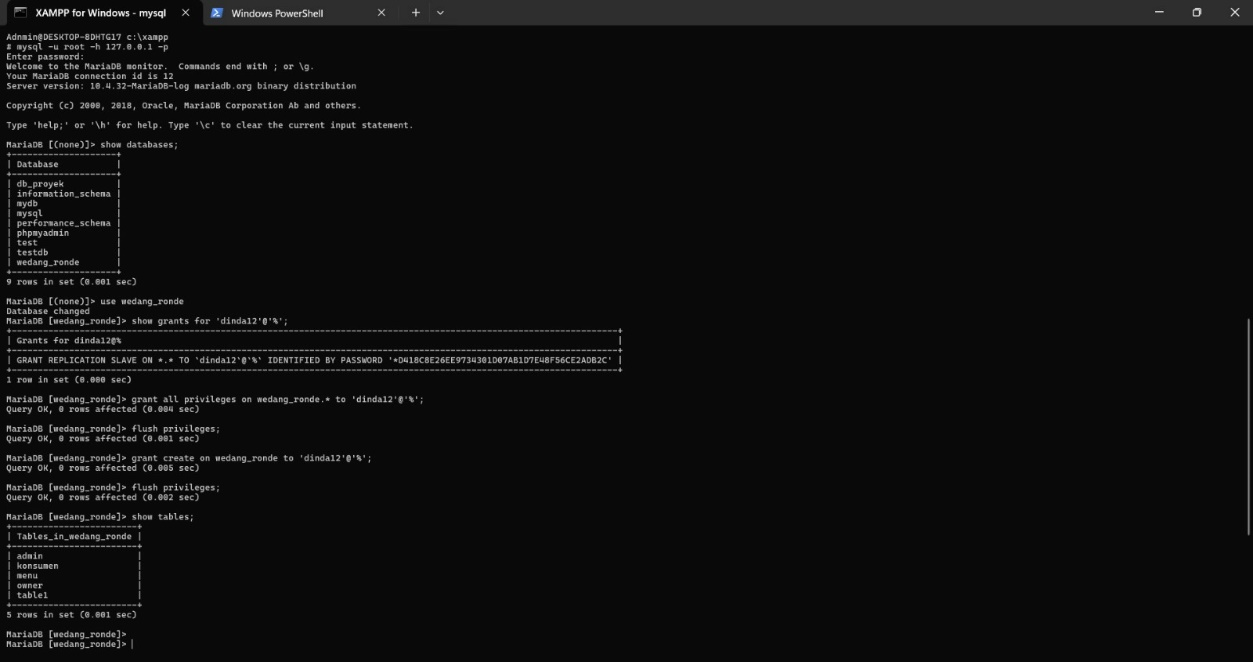 XAMPP for Windows - mysql
Windows PowerShell
Adnmin@DESKTOP-8DHTG17 c:\xampp
# mysql -u root -h 127.0.0.1 -p
Enter password:
Welcome to the MariaDB monitor.  Commands end with ; or \g.
Your MariaDB connection id is 12
Server version: 10.4.32-MariaDB-log mariadb.org binary distribution
Copyright (c) 2000, 2018, Oracle, MariaDB Corporation Ab and others.
Type 'help;' or '\h' for help. Type '\c' to clear the current input statement.
MariaDB [(none)]> show databases;
+--------------------+
| Database           |
+--------------------+
| db_proyek          |
| information_schema |
| mydb               |
| mysql              |
| performance_schema |
| phpmyadmin         |
| test               |
| testdb             |
| wedang_ronde       |
+--------------------+
9 rows in set (0.001 sec)
MariaDB [(none)]> use wedang_ronde
Database changed
MariaDB [wedang_ronde]> show grants for 'dinda12'@'%';
| Grants for dinda12@%
| GRANT REPLICATION SLAVE ON *.* TO `dinda12`@`%` IDENTIFIED BY PASSWORD '*D418C8E26EE9734301D07AB1D7E48F56CE2ADB2C' |
1 row in set (0.000 sec)
MariaDB [wedang_ronde]> grant all privileges on wedang_ronde.* to 'dinda12'@'%';
Query OK, 0 rows affected (0.004 sec)
MariaDB [wedang_ronde]> flush privileges;
Query OK, 0 rows affected (0.001 sec)
MariaDB [wedang_ronde]> grant create on wedang_ronde to 'dinda12'@'%';
Query OK, 0 rows affected (0.005 sec)
MariaDB [wedang_ronde]> flush privileges;
Query OK, 0 rows affected (0.002 sec)
MariaDB [wedang_ronde]> show tables;
+------------------------+
| Tables_in_wedang_ronde |
+------------------------+
| admin                  |
| konsumen               |
| menu                   |
| owner                  |
| table1                 |
+------------------------+
5 rows in set (0.001 sec)
MariaDB [wedang_ronde]>
MariaDB [wedang_ronde]>